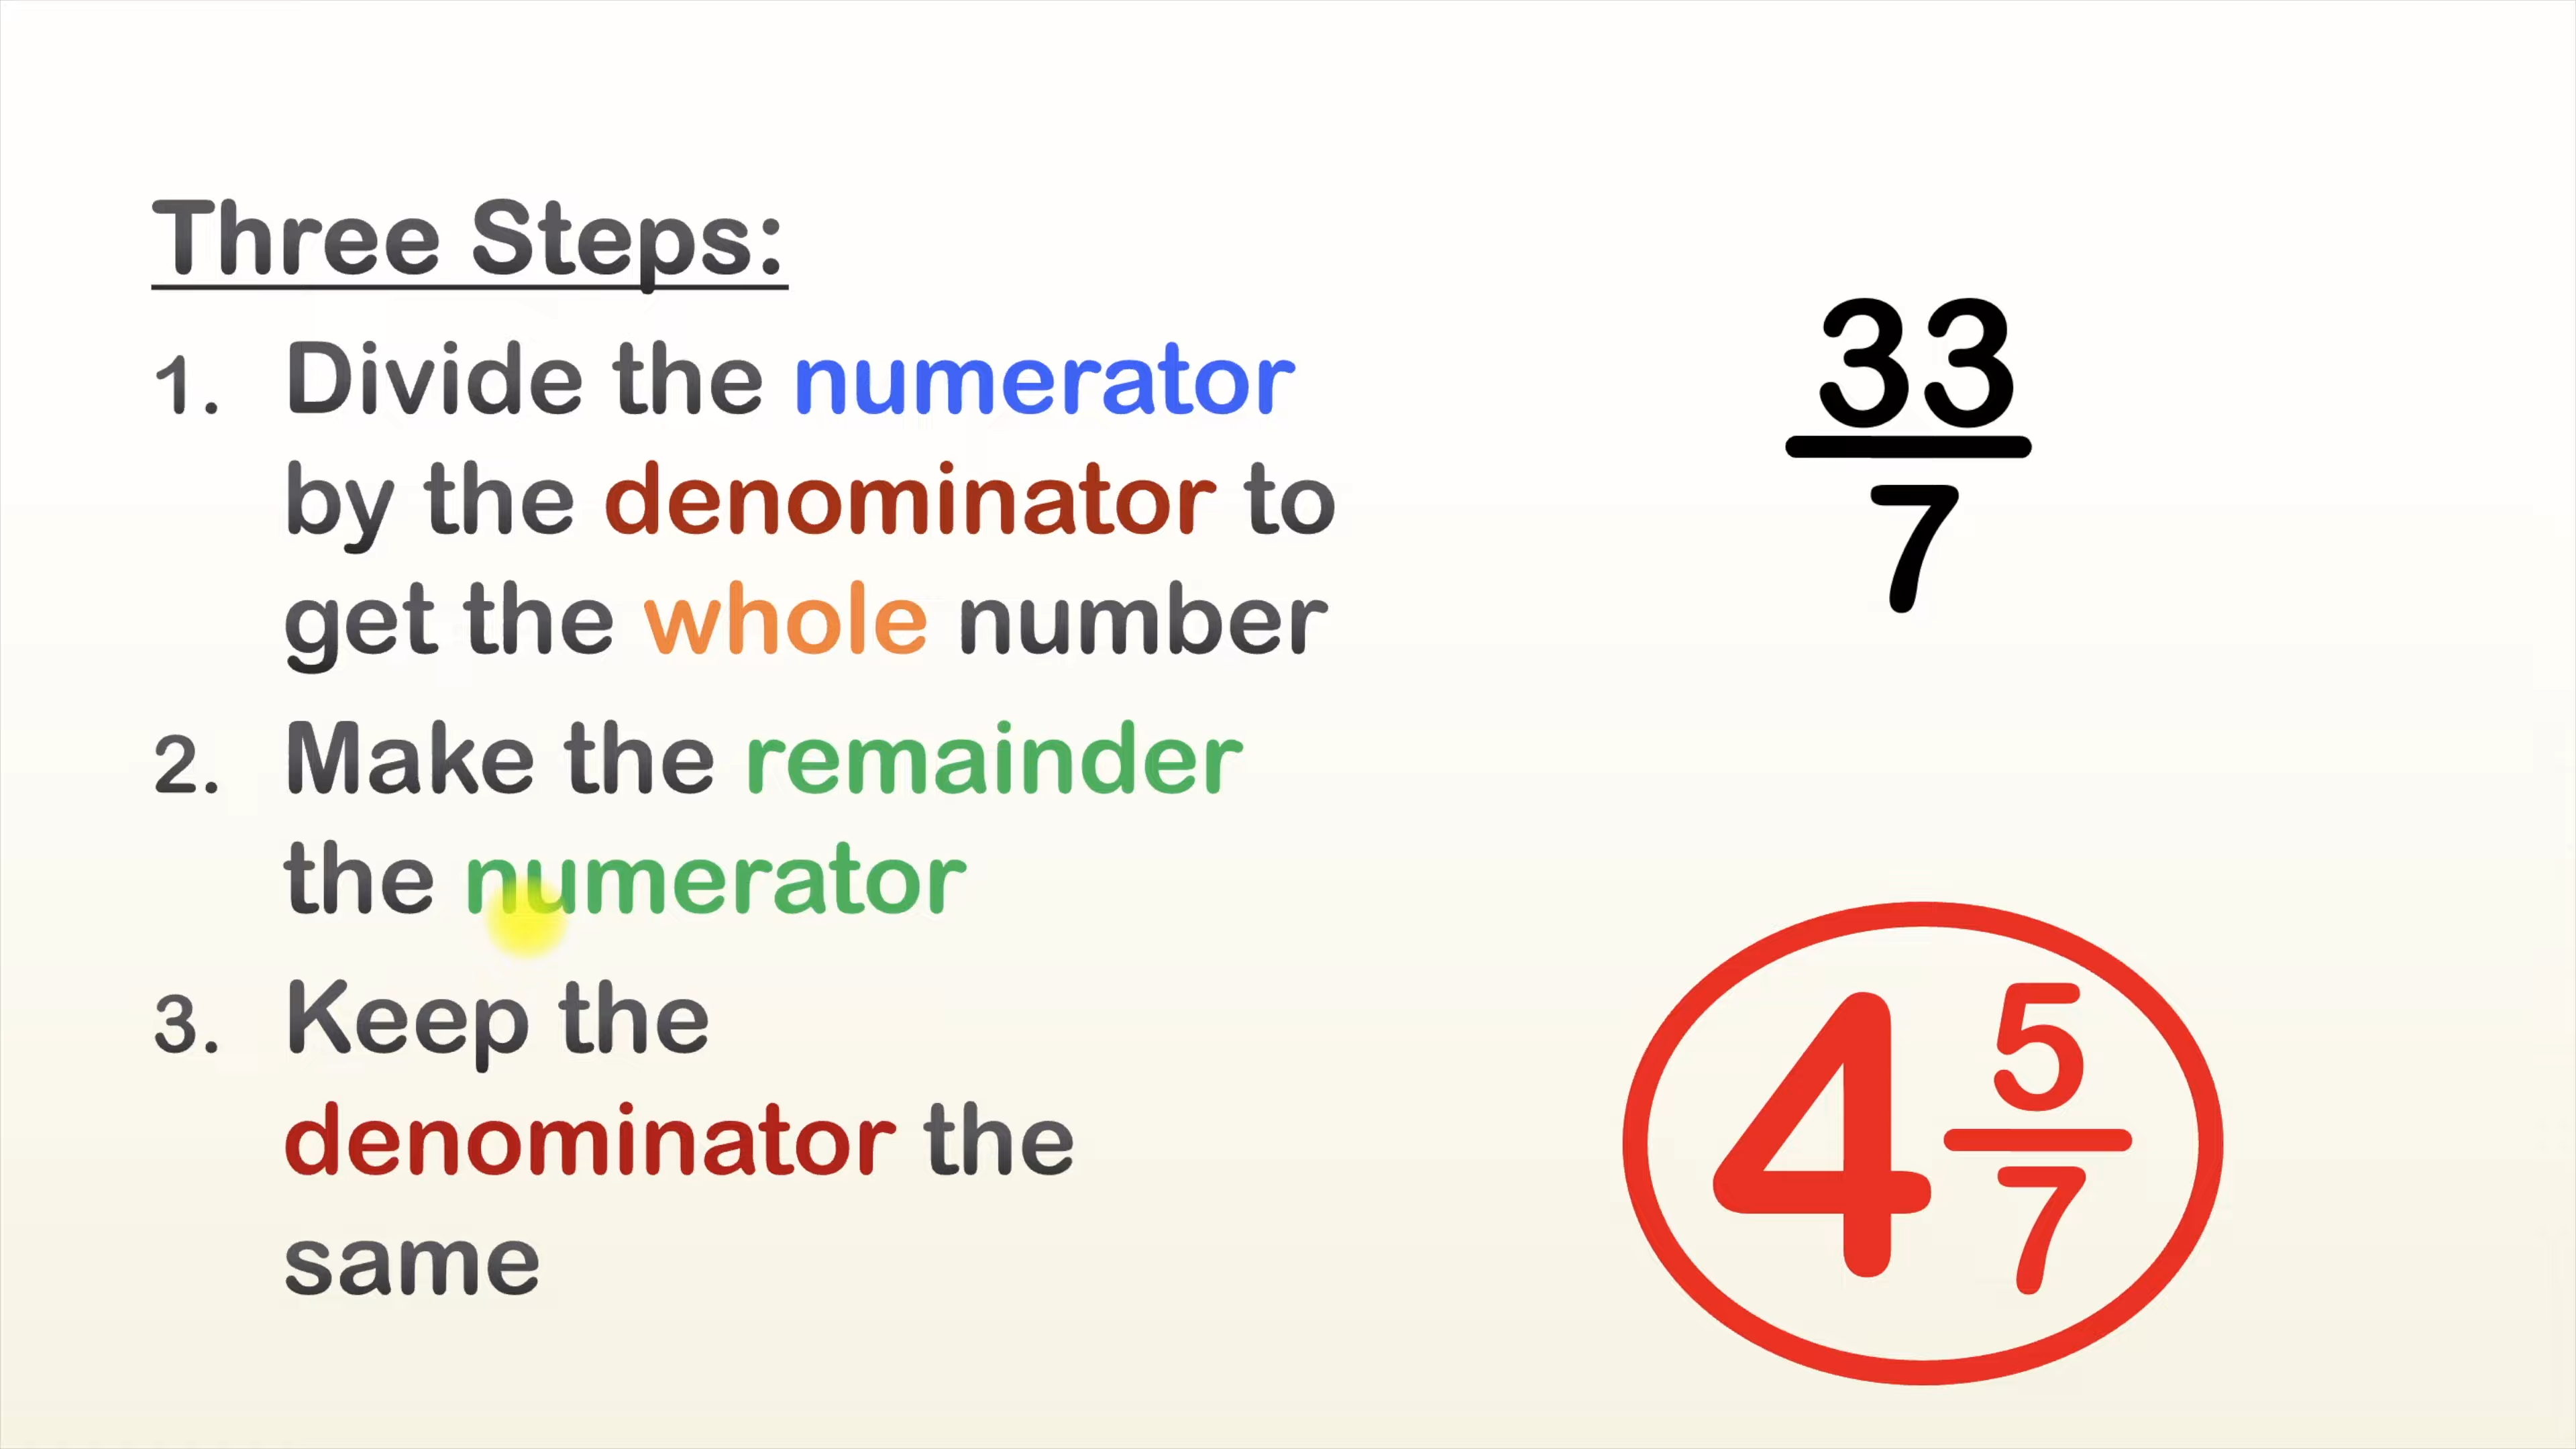 Three Steps:
1. Divide the numerator
by the denominator to
get the whole number
2. Make the remainder
the numerator
3. Keep the
denominator the
same
33
7
4 5
7